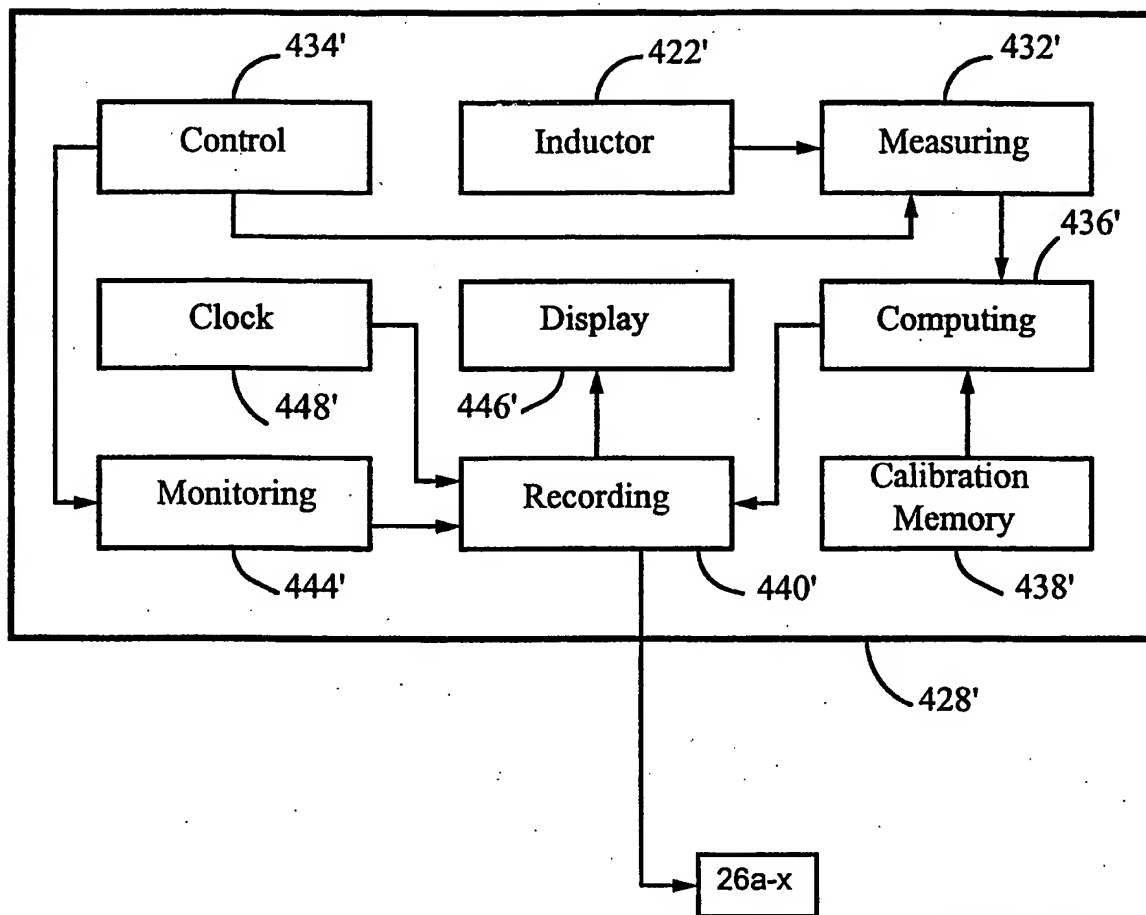 434'
422'
432'
Control
Inductor
Measuring
436'
Clock
Display
Computing
448'
446'
Monitoring
Recording
Calibration
Memory
444'
440'
438'
428'
26a-x